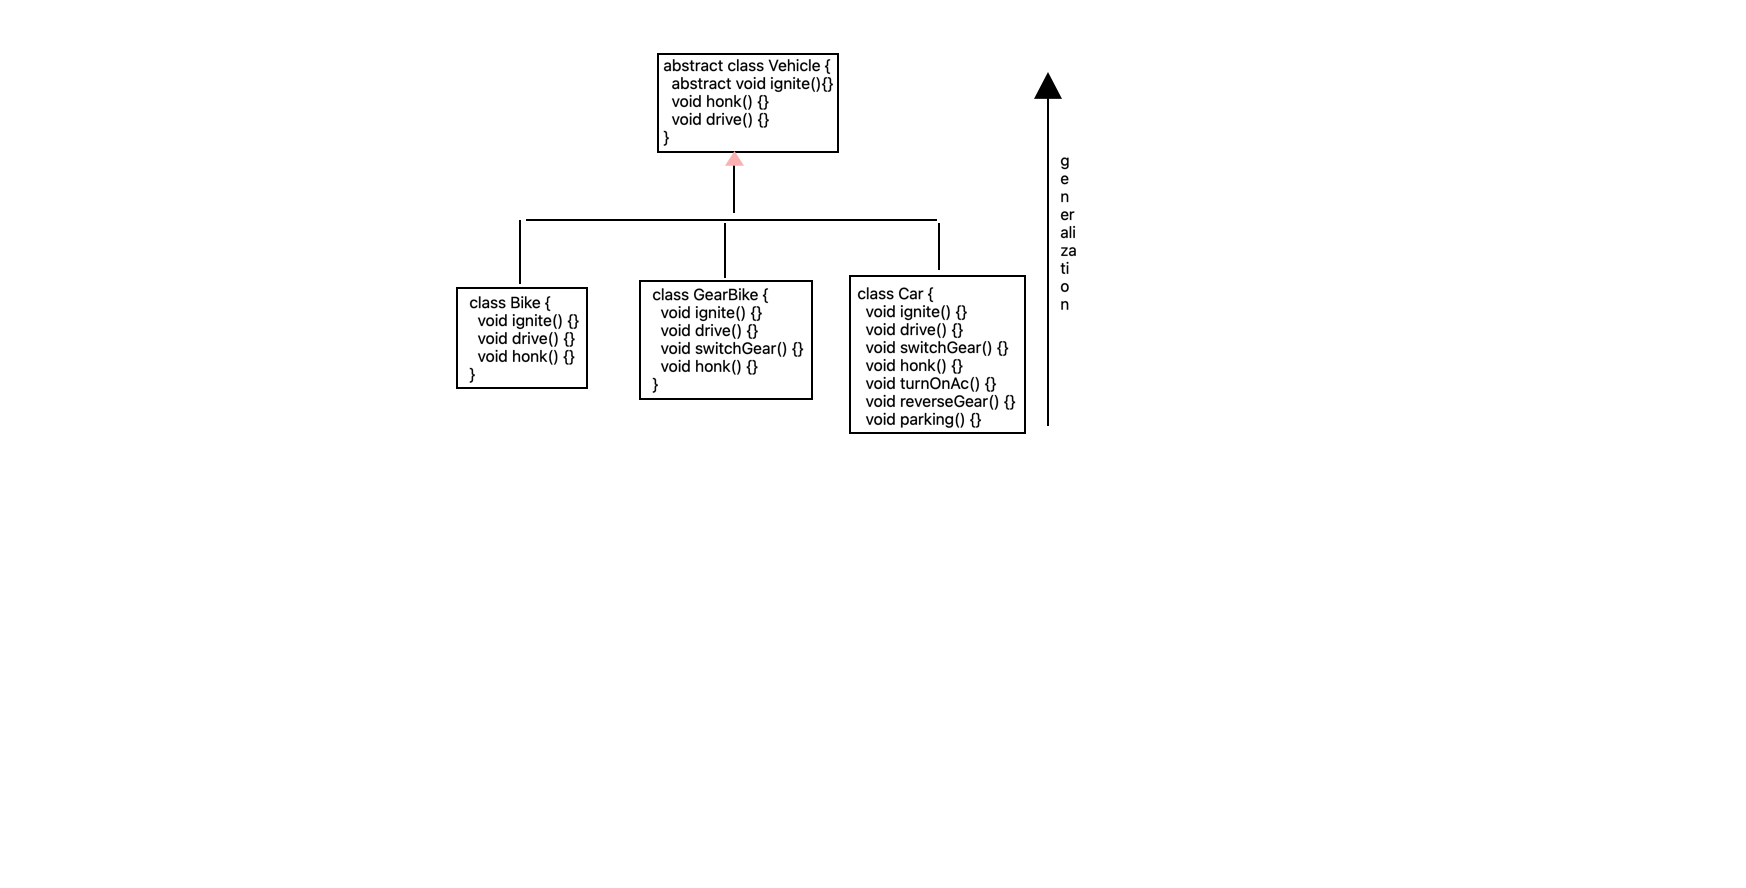 abstract class Vehicle {
abstract void ignite(){}
void honk() {}
void drive() {}
}
class Bike {
void ignite() {}
void drive() {}
void honk() {}
}
class GearBike {
void ignite() {}
void drive() {}
void switchGear() {}
void honk() {}
}
class Car {
void ignite() {}
void drive() {}
void switchGear() {}
void honk() {}
void turnOnAc() {}
void reverseGear() {}
void parking() {}
g
e
n
er
ali
za
ti
o
n